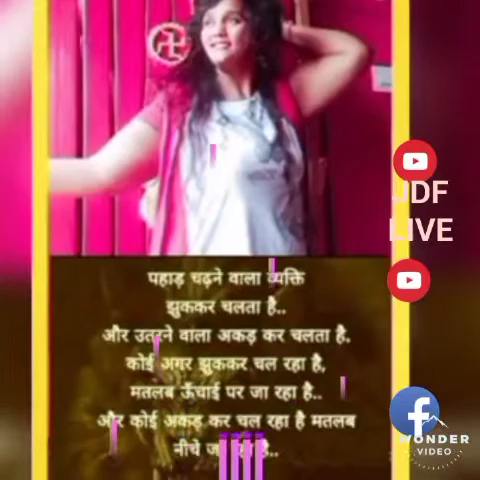 JDF
LIVE
पहाड़ चढ़ने वाला व्यक्ति
झुककर चलता है..
और उतरने वाला अकड़ कर चलता है.
कोई अगर झुककर चल रहा है,
मतलब ऊँचाई पर जा रहा है..
और कोई अकड़ कर चल रहा है मतलब
नीचे जा रहा है..
f
WONDER
VIDEO